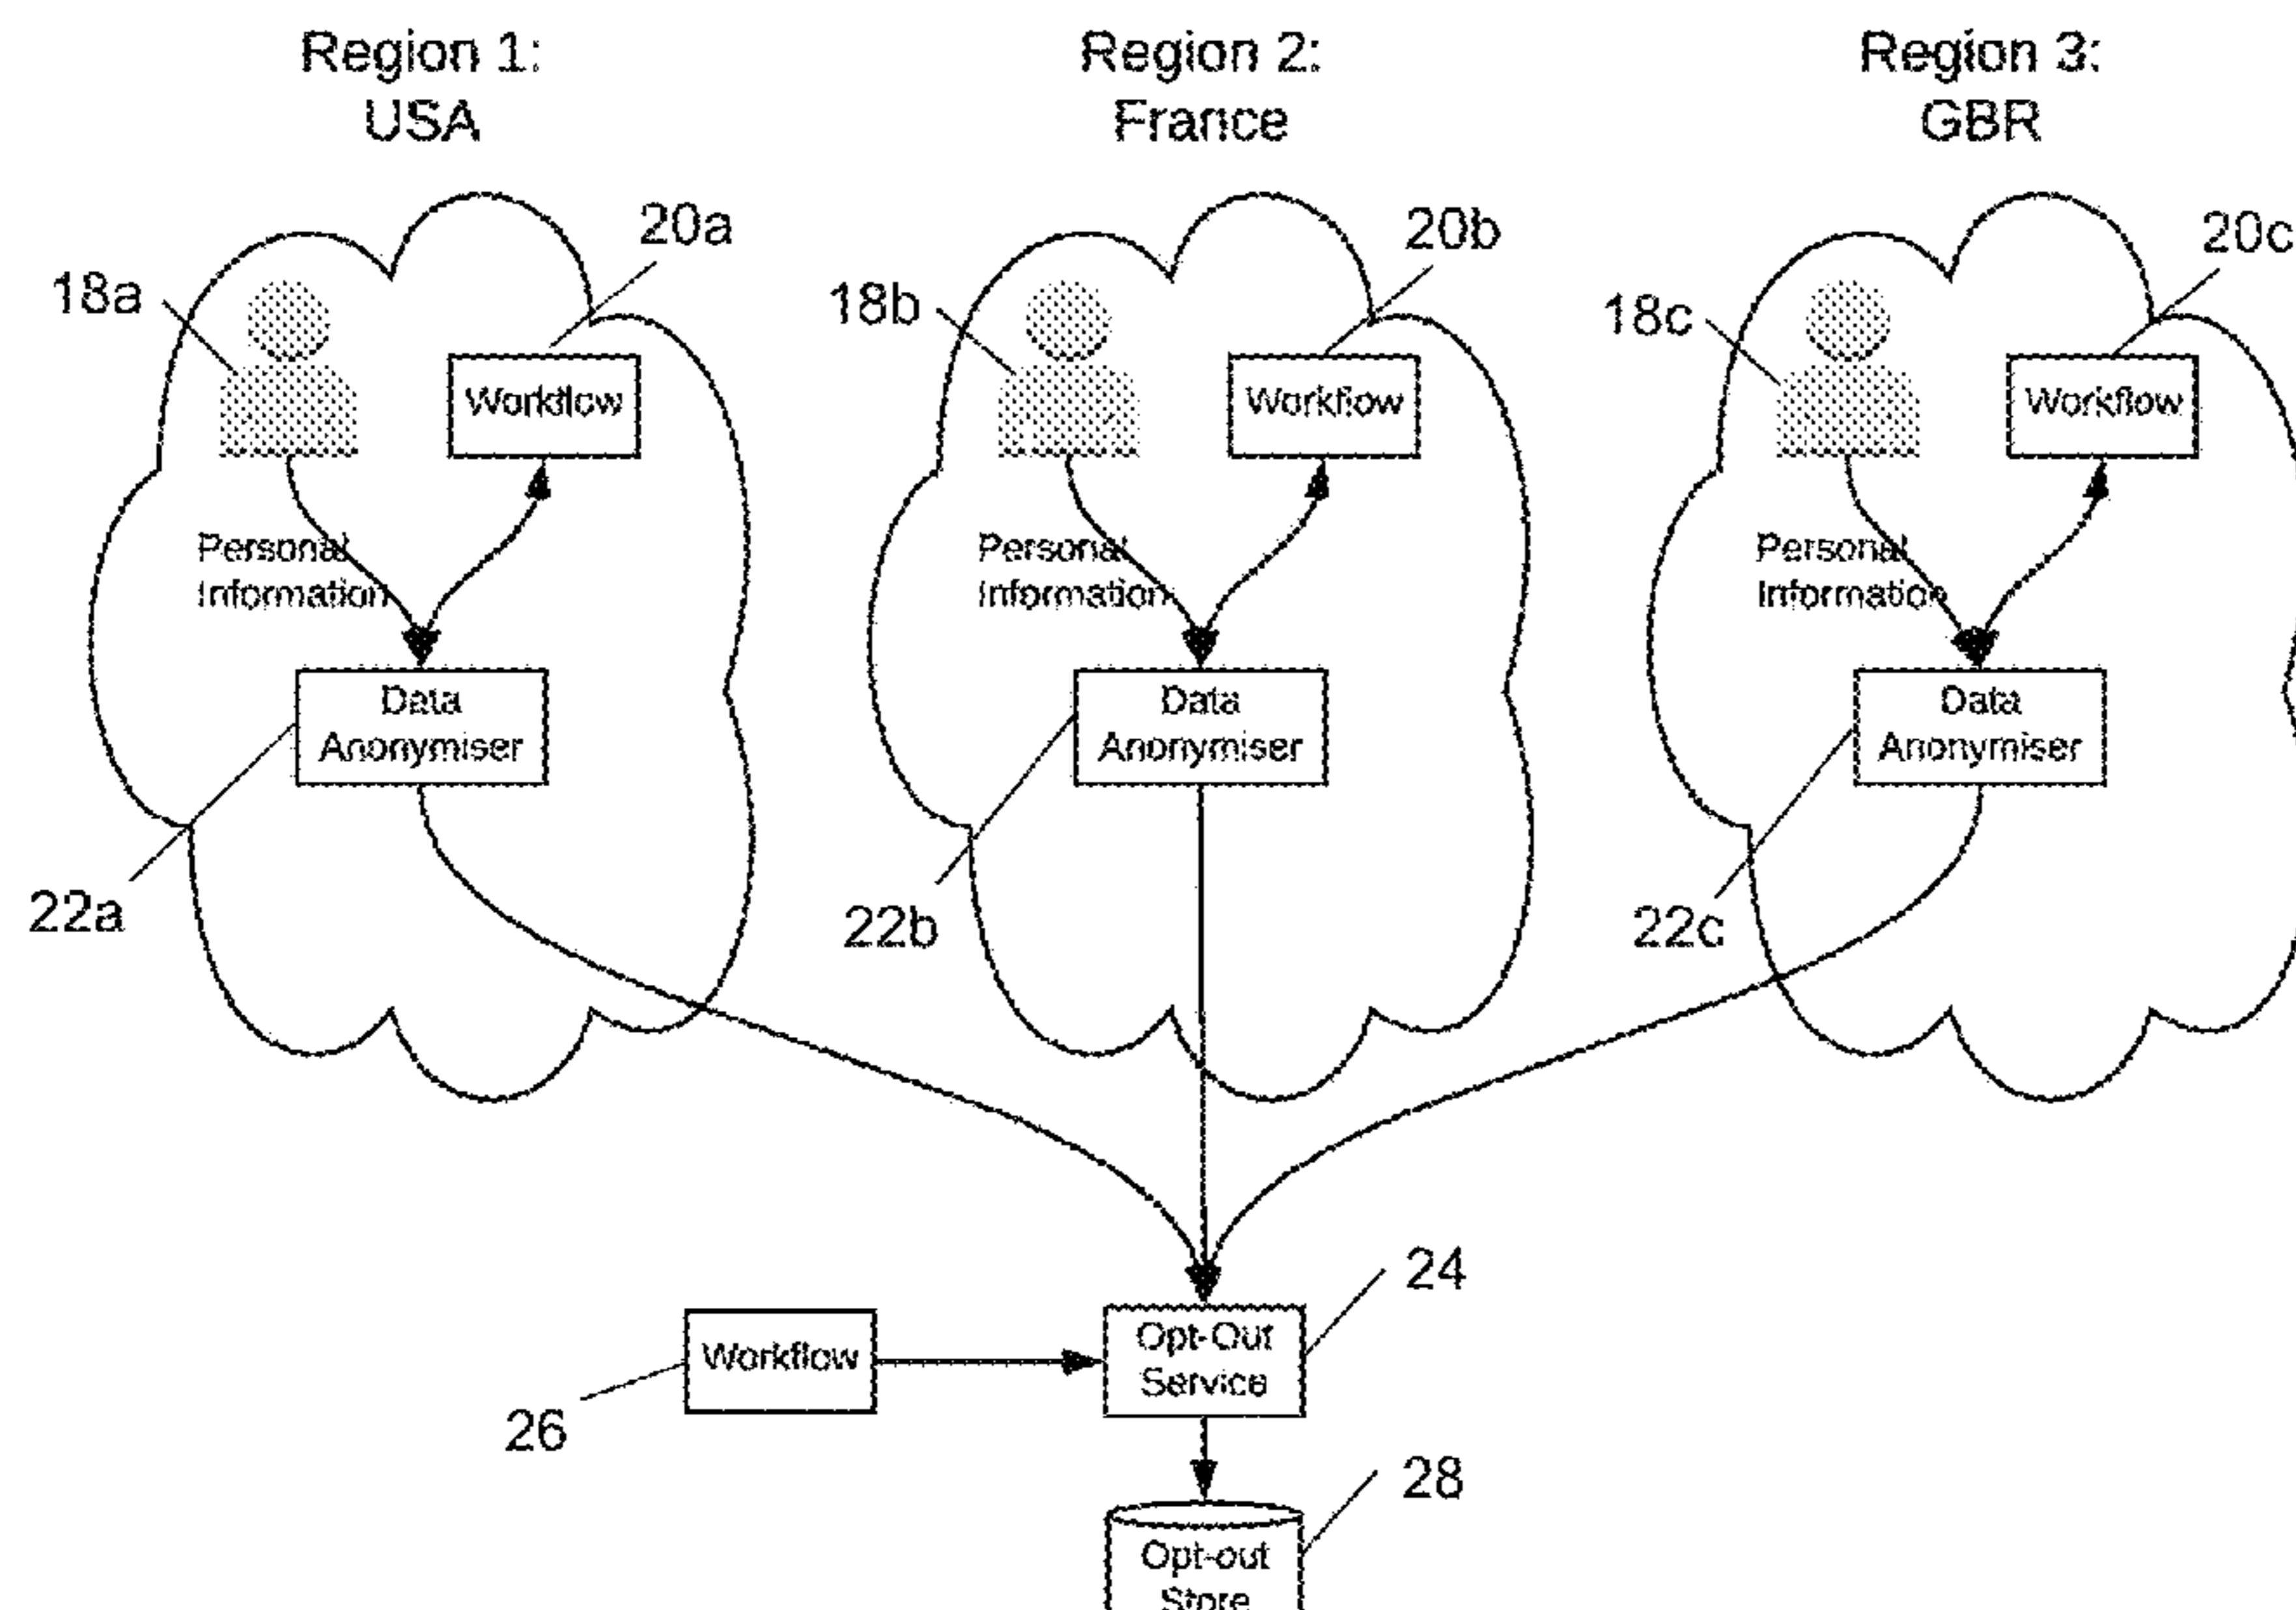 Region 1:
USA
Region 2:
France
Region 3:
GBR
20a
20b
20c
18a
18b
18c
Workflow
Workflow
Workflow
Personal
Information
Personal
Information
Personal
Information
Data
Anonymiser
Data
Anonymiser
Data
Anonymiser
22a
22b
22c
24
Workflow
Opt-Out
Service
26
28
Opt-out
Store